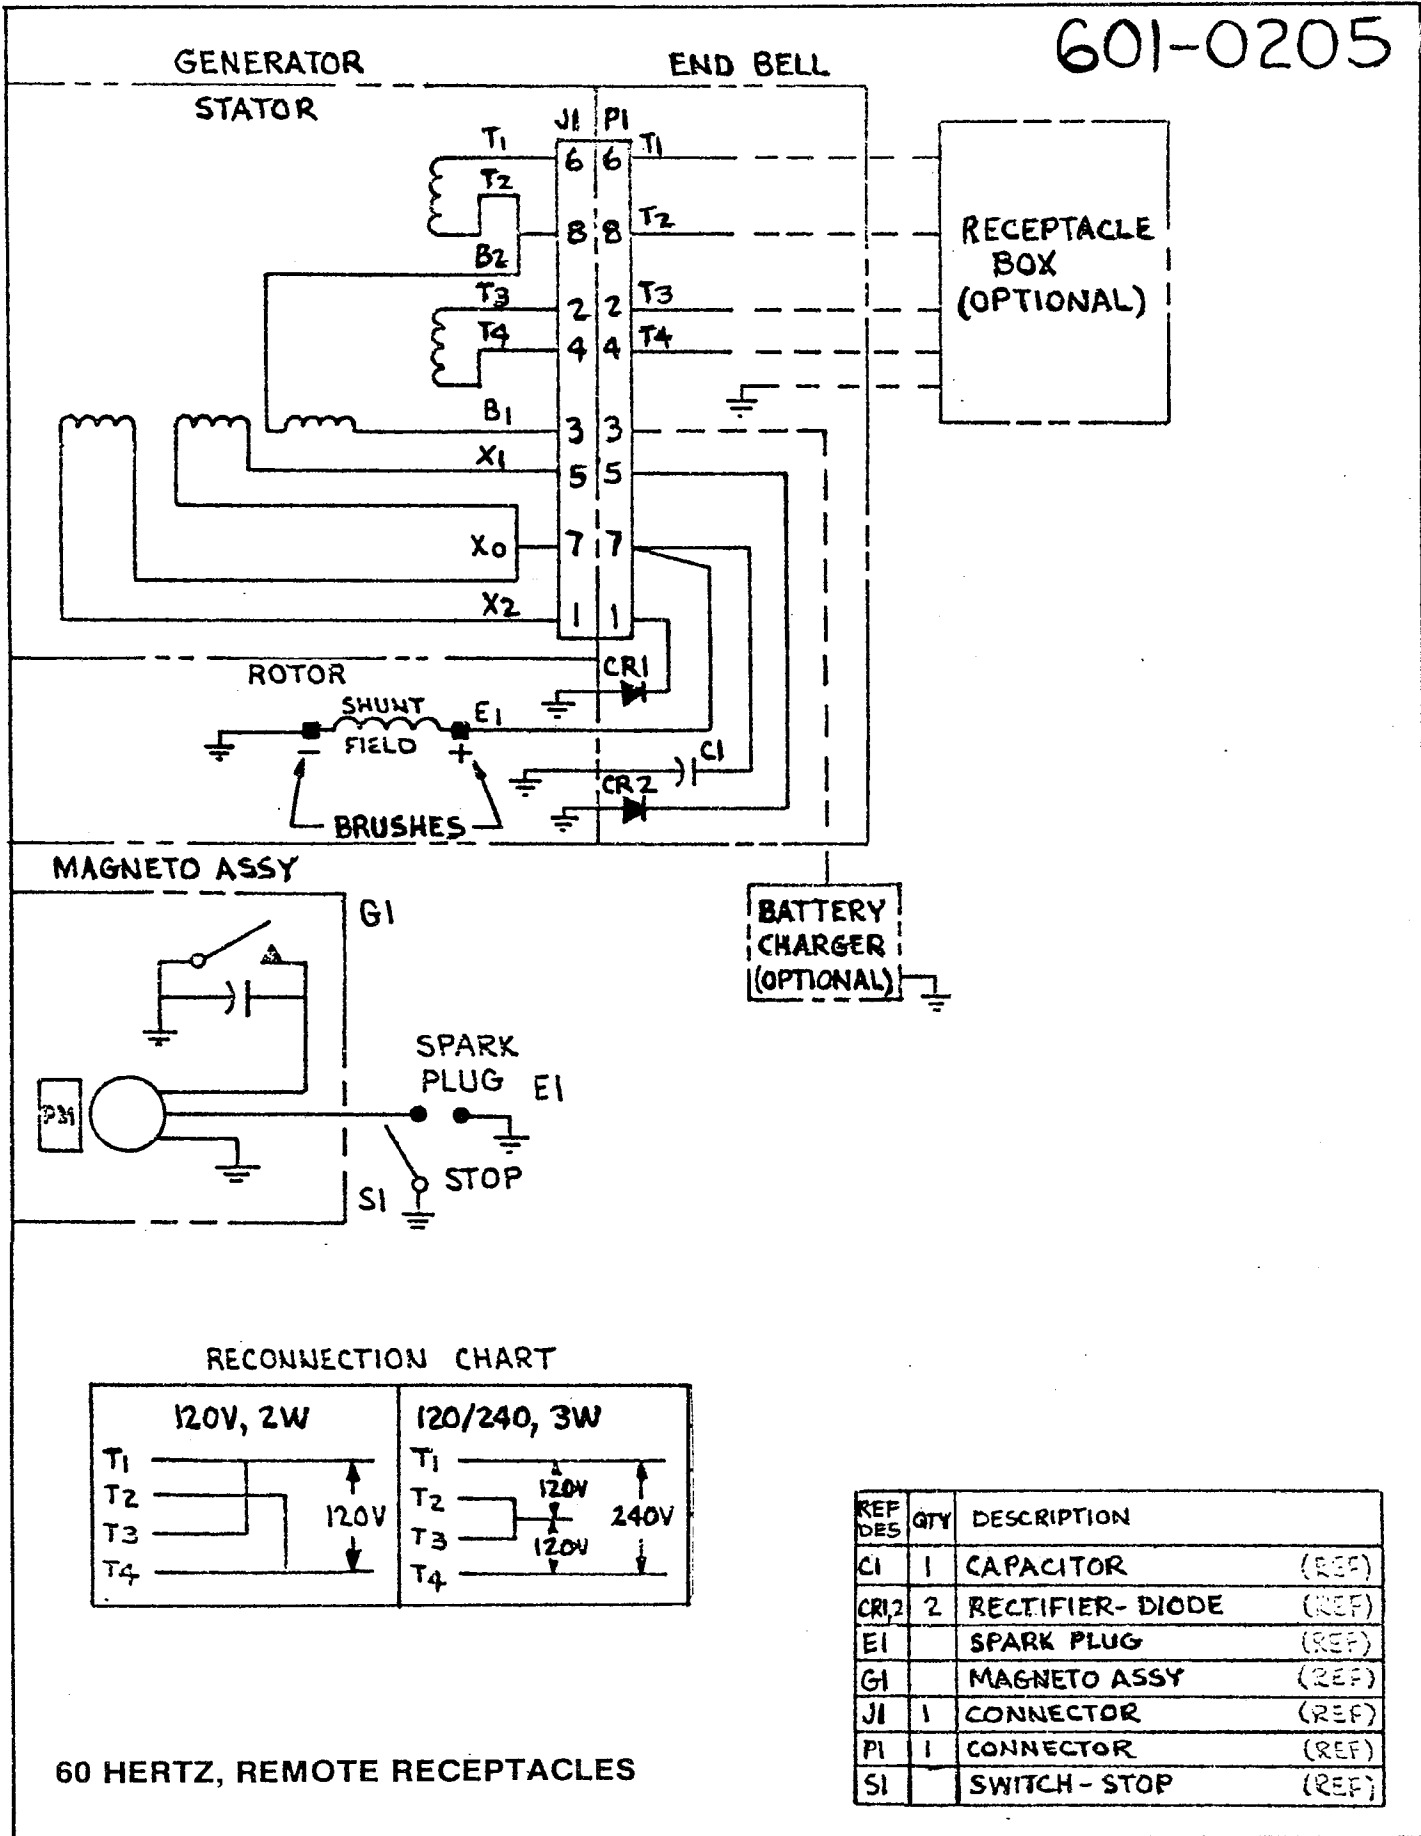 601-0205
GENERATOR
END BELL
STATOR
J1 P1
T1 6 6 T1
T2
8 8 T2
B2
T3 2 2 T3
T4 4 4 T4
B1 3 3
X1 5 5
X0 7 7
X2 1 1
RECEPTACLE
BOX
(OPTIONAL)
ROTOR
CR1
SHUNT
FIELD
E1
- +
C1
CR2
BRUSHES
MAGNETO ASSY
G1
BATTERY
CHARGER
(OPTIONAL)
SPARK
PLUG E1
STOP
S1
RECONNECTION CHART
120V, 2W
T1
T2
T3
T4
120V
120/240, 3W
T1
T2
T3
T4
120V
120V
240V
REF DES QTY DESCRIPTION
C1 1 CAPACITOR (REF)
CR1,2 2 RECTIFIER-DIODE (REF)
E1 SPARK PLUG (REF)
G1 MAGNETO ASSY (REF)
J1 1 CONNECTOR (REF)
P1 1 CONNECTOR (REF)
S1 SWITCH-STOP (REF)
60 HERTZ, REMOTE RECEPTACLES